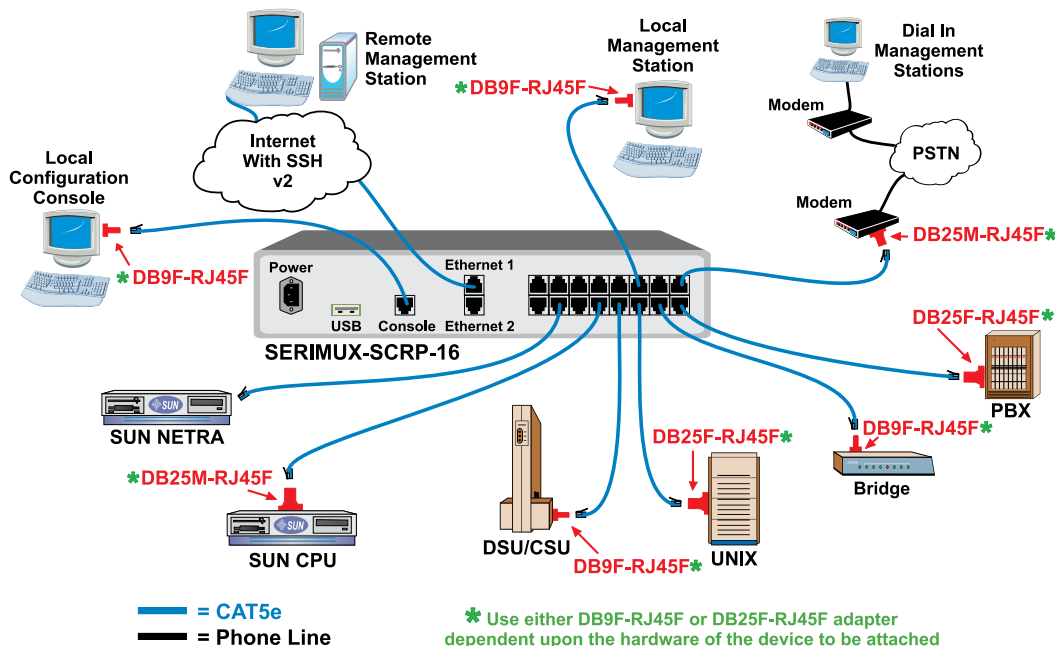 Remote
Management
Station
Local
Management
Station
Dial In
Management
Stations
*DB9F-RJ45F
Modem
Internet
With SSH
v2
PSTN
Local
Configuration
Console
Modem
DB25M-RJ45F*
*DB9F-RJ45F
Power
Ethernet 1
USB
Console
Ethernet 2
SERIMUX-SCRP-16
DB25F-RJ45F*
PBX
SUN
SUN NETRA
DB25F-RJ45F*
DB9F-RJ45F*
Bridge
*DB25M-RJ45F
SUN
SUN CPU
DSU/CSU
UNIX
DB9F-RJ45F*
= CAT5e
= Phone Line
* Use either DB9F-RJ45F or DB25F-RJ45F adapter
dependent upon the hardware of the device to be attached